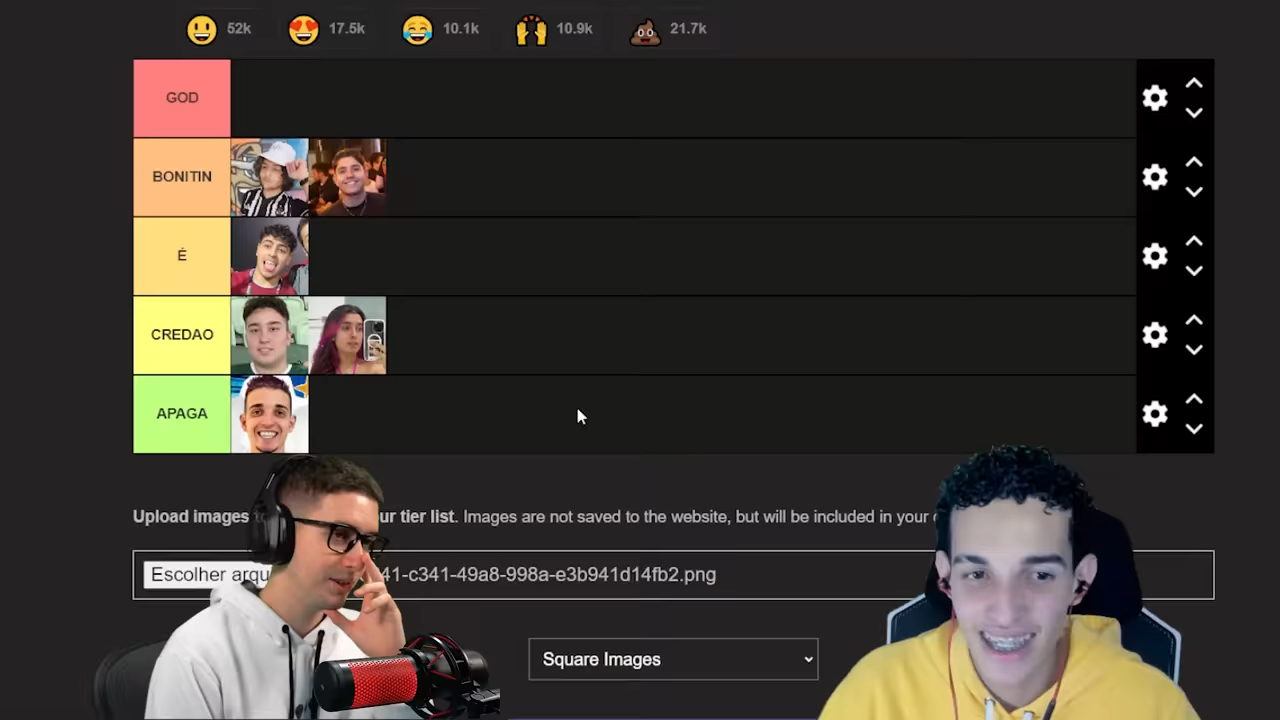 52k 17.5k 10.1k 10.9k 21.7k
GOD
BONITIN
É
CREDAO
APAGA
Upload images ur tier list. Images are not saved to the website, but will be included in your
Escolher arqu 41-c341-49a8-998a-e3b941d14fb2.png
Square Images